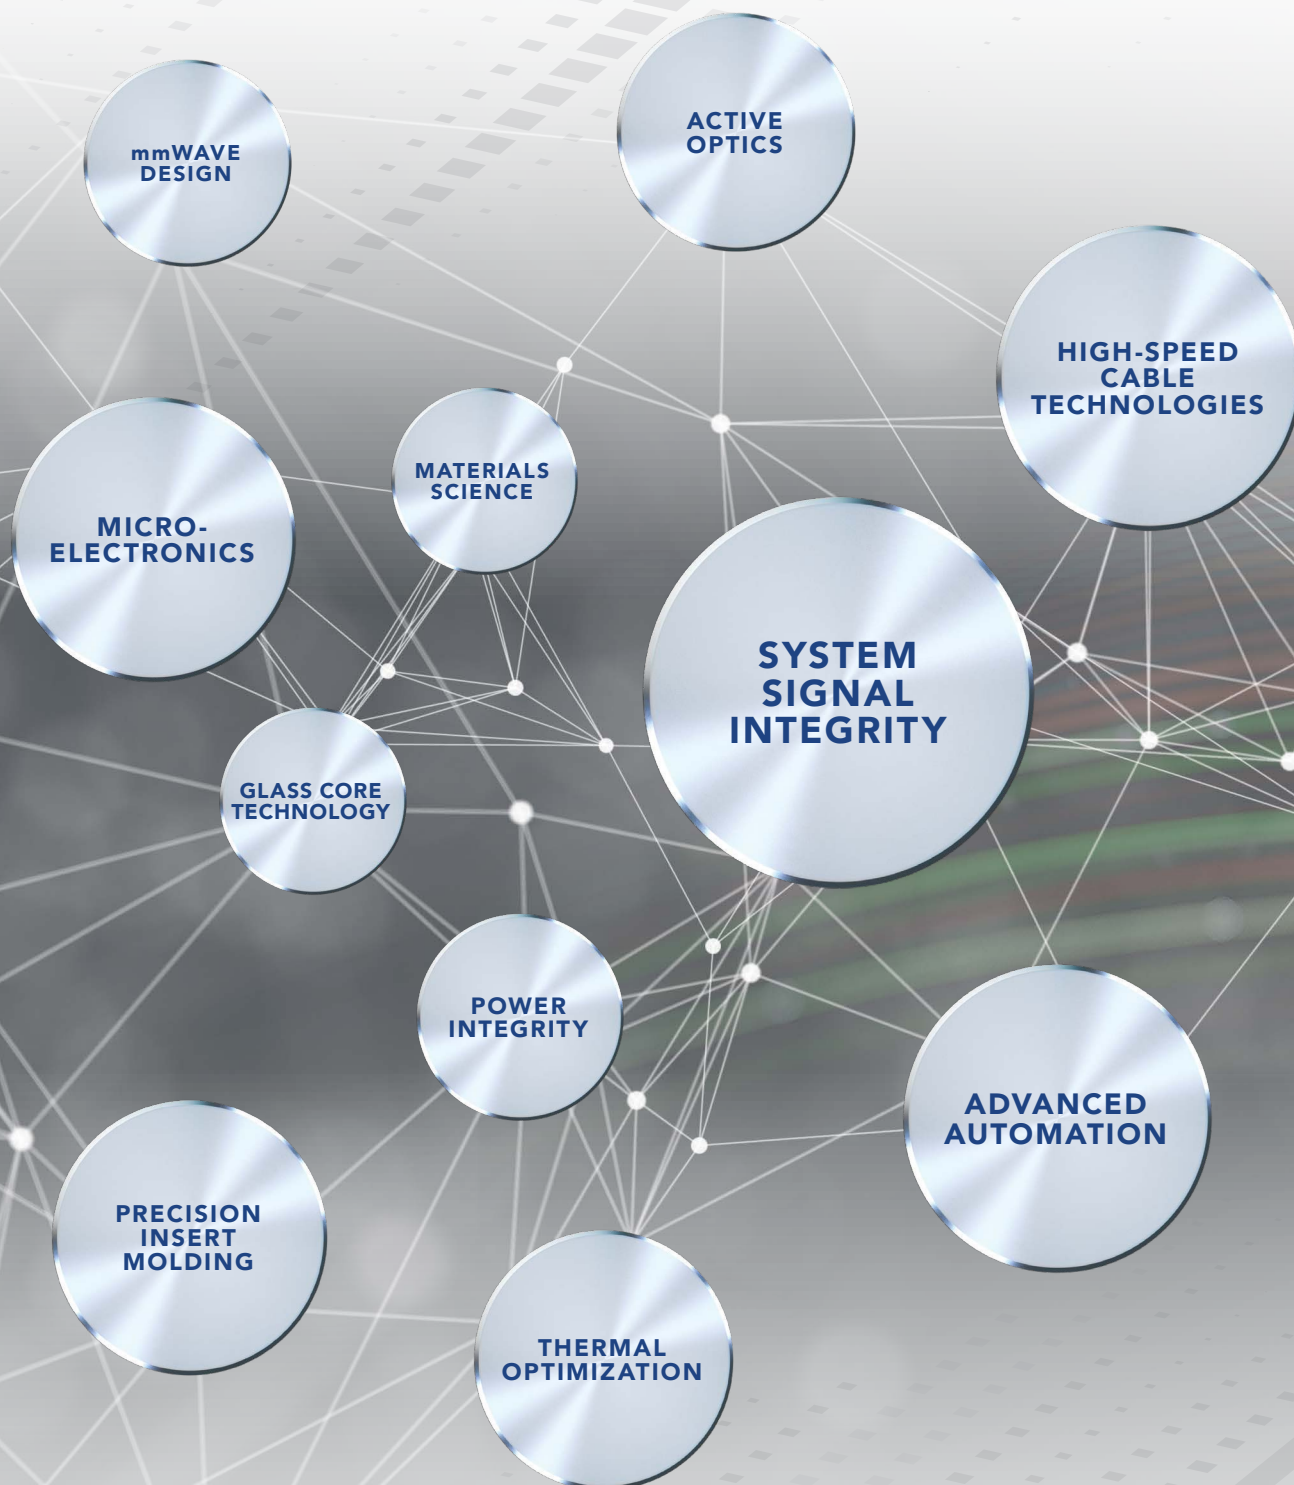 mmWAVE
DESIGN
ACTIVE
OPTICS
HIGH-SPEED
CABLE
TECHNOLOGIES
MATERIALS
SCIENCE
MICRO-
ELECTRONICS
SYSTEM
SIGNAL
INTEGRITY
GLASS CORE
TECHNOLOGY
POWER
INTEGRITY
ADVANCED
AUTOMATION
PRECISION
INSERT
MOLDING
THERMAL
OPTIMIZATION